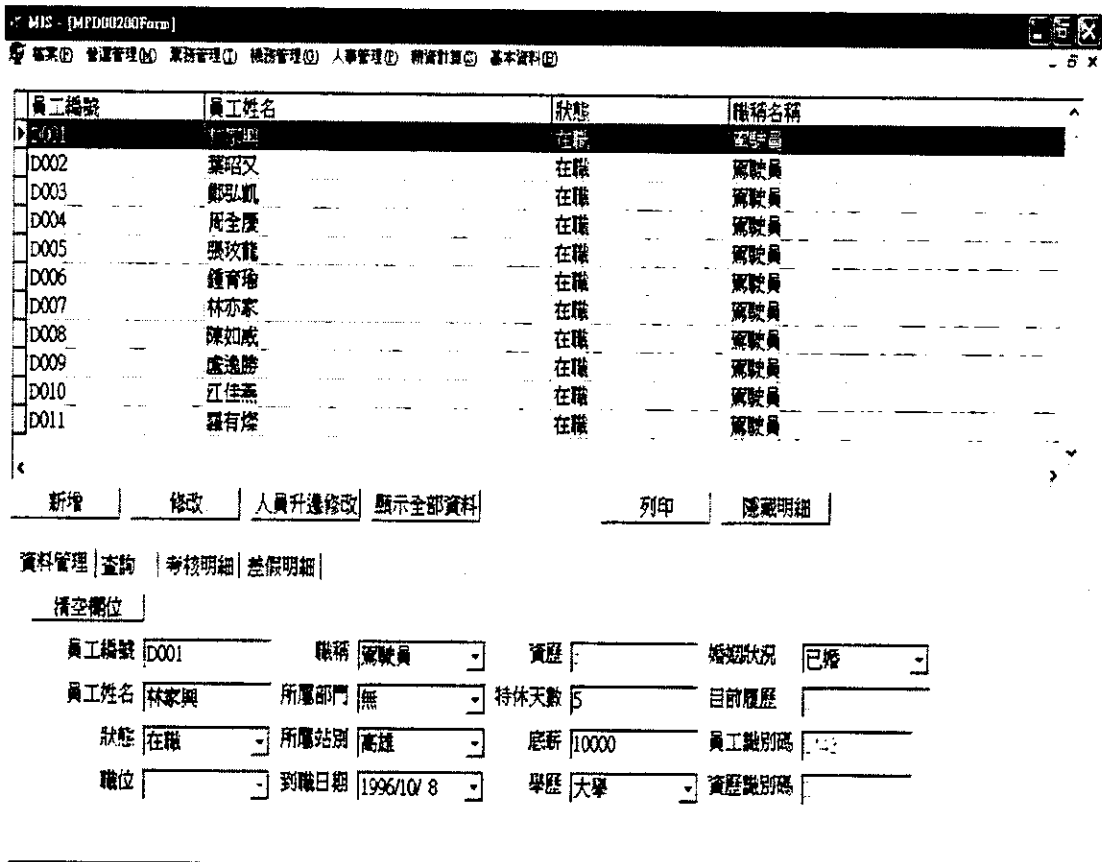 MIS - [MPD00200Form]
檔案(F) 營運管理(M) 業務管理(T) 機務管理(O) 人事管理(P) 薪資計算(S) 基本資料(B)
員工編號 員工姓名 狀態 職稱名稱
D001 林家興 在職 駕駛員
D002 葉昭又 在職 駕駛員
D003 鄭弘凱 在職 駕駛員
D004 周全慶 在職 駕駛員
D005 張玫龍 在職 駕駛員
D006 鍾育瑜 在職 駕駛員
D007 林亦家 在職 駕駛員
D008 陳如威 在職 駕駛員
D009 盧逸勝 在職 駕駛員
D010 江佳燕 在職 駕駛員
D011 羅有燦 在職 駕駛員
新增 修改 人員升遷修改 顯示全部資料 列印 隱藏明細
資料管理 查詢 考核明細 差假明細
清空欄位
員工編號 D001 職稱 駕駛員 資歷 婚姻狀況 已婚
員工姓名 林家興 所屬部門 無 特休天數 5 目前履歷
狀態 在職 所屬站別 高雄 底薪 10000 員工識別碼
職位 到職日期 1996/10/ 8 學歷 大學 資歷識別碼